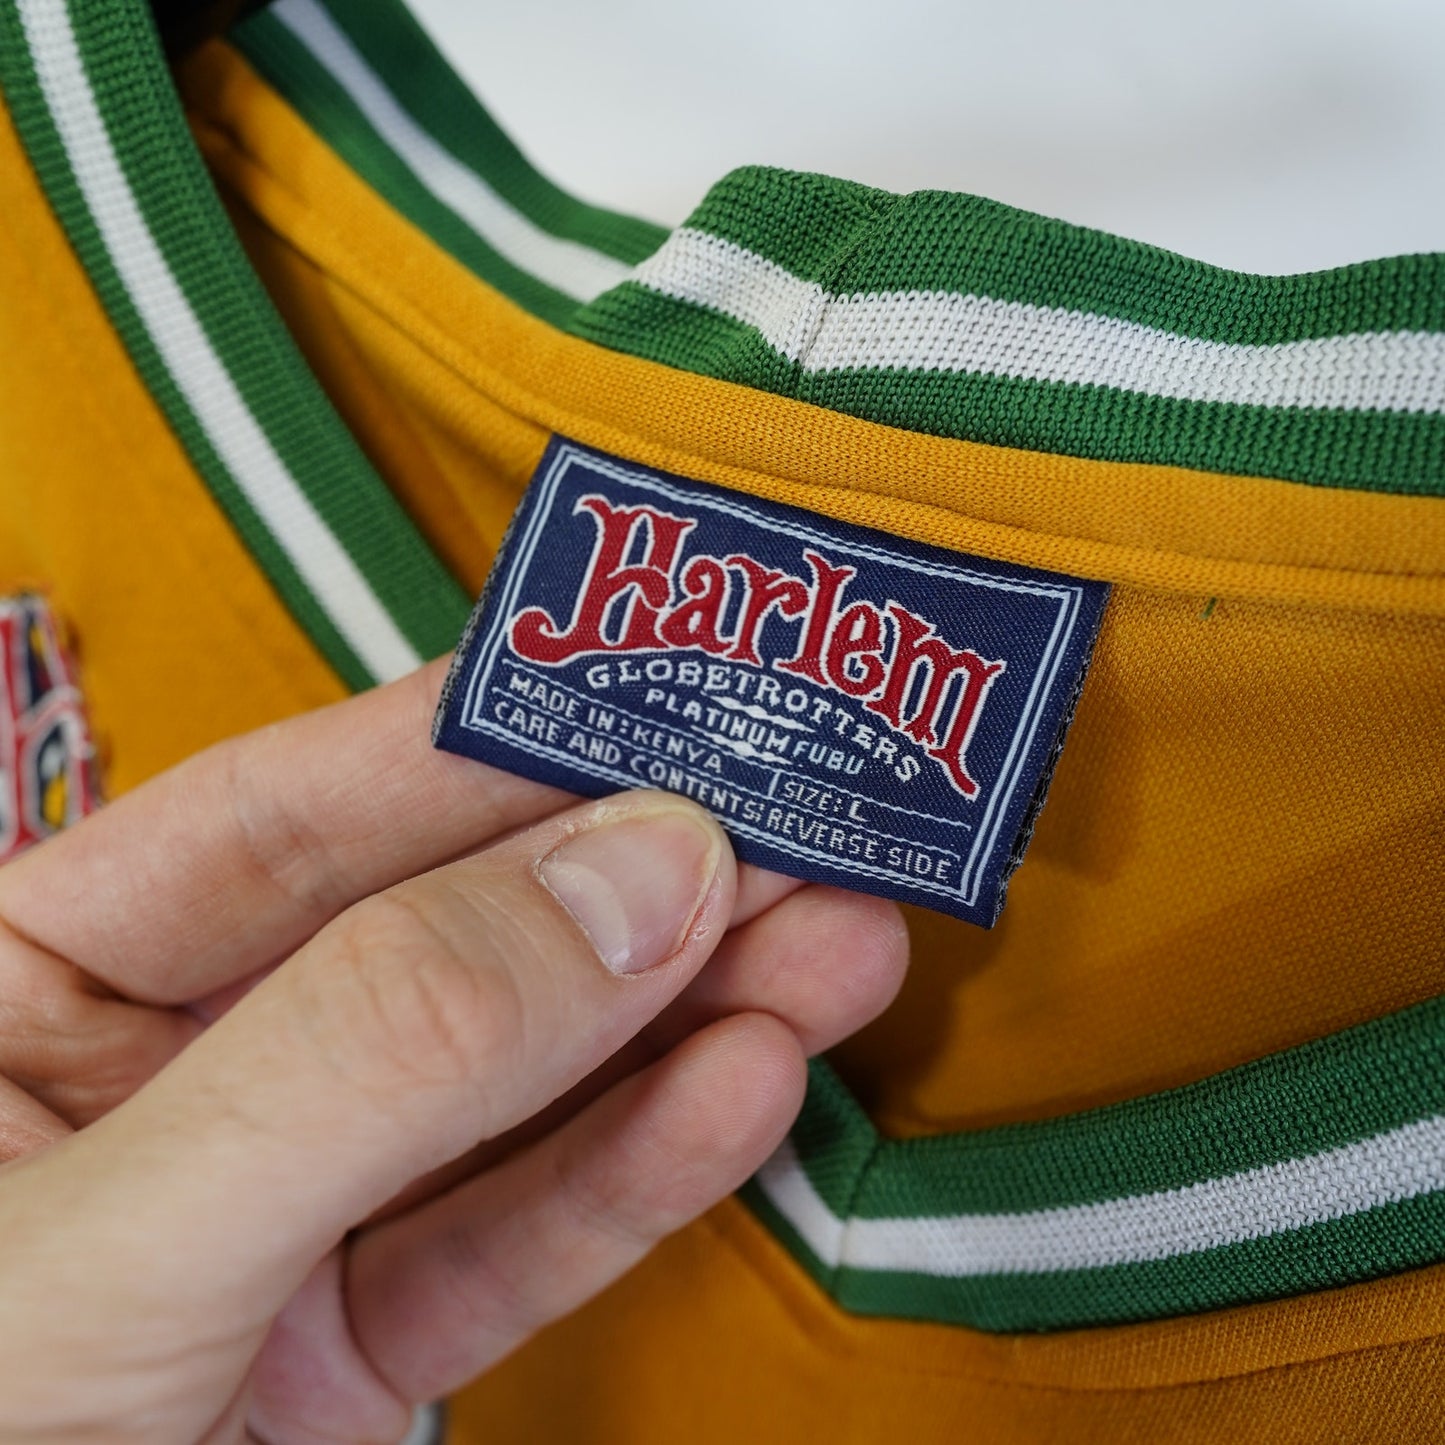 Harlem
GLOBETROTTERS
PLATINUM FUBU
MADE IN: KENYA
SIZE: L
CARE AND CONTENTS: REVERSE SIDE